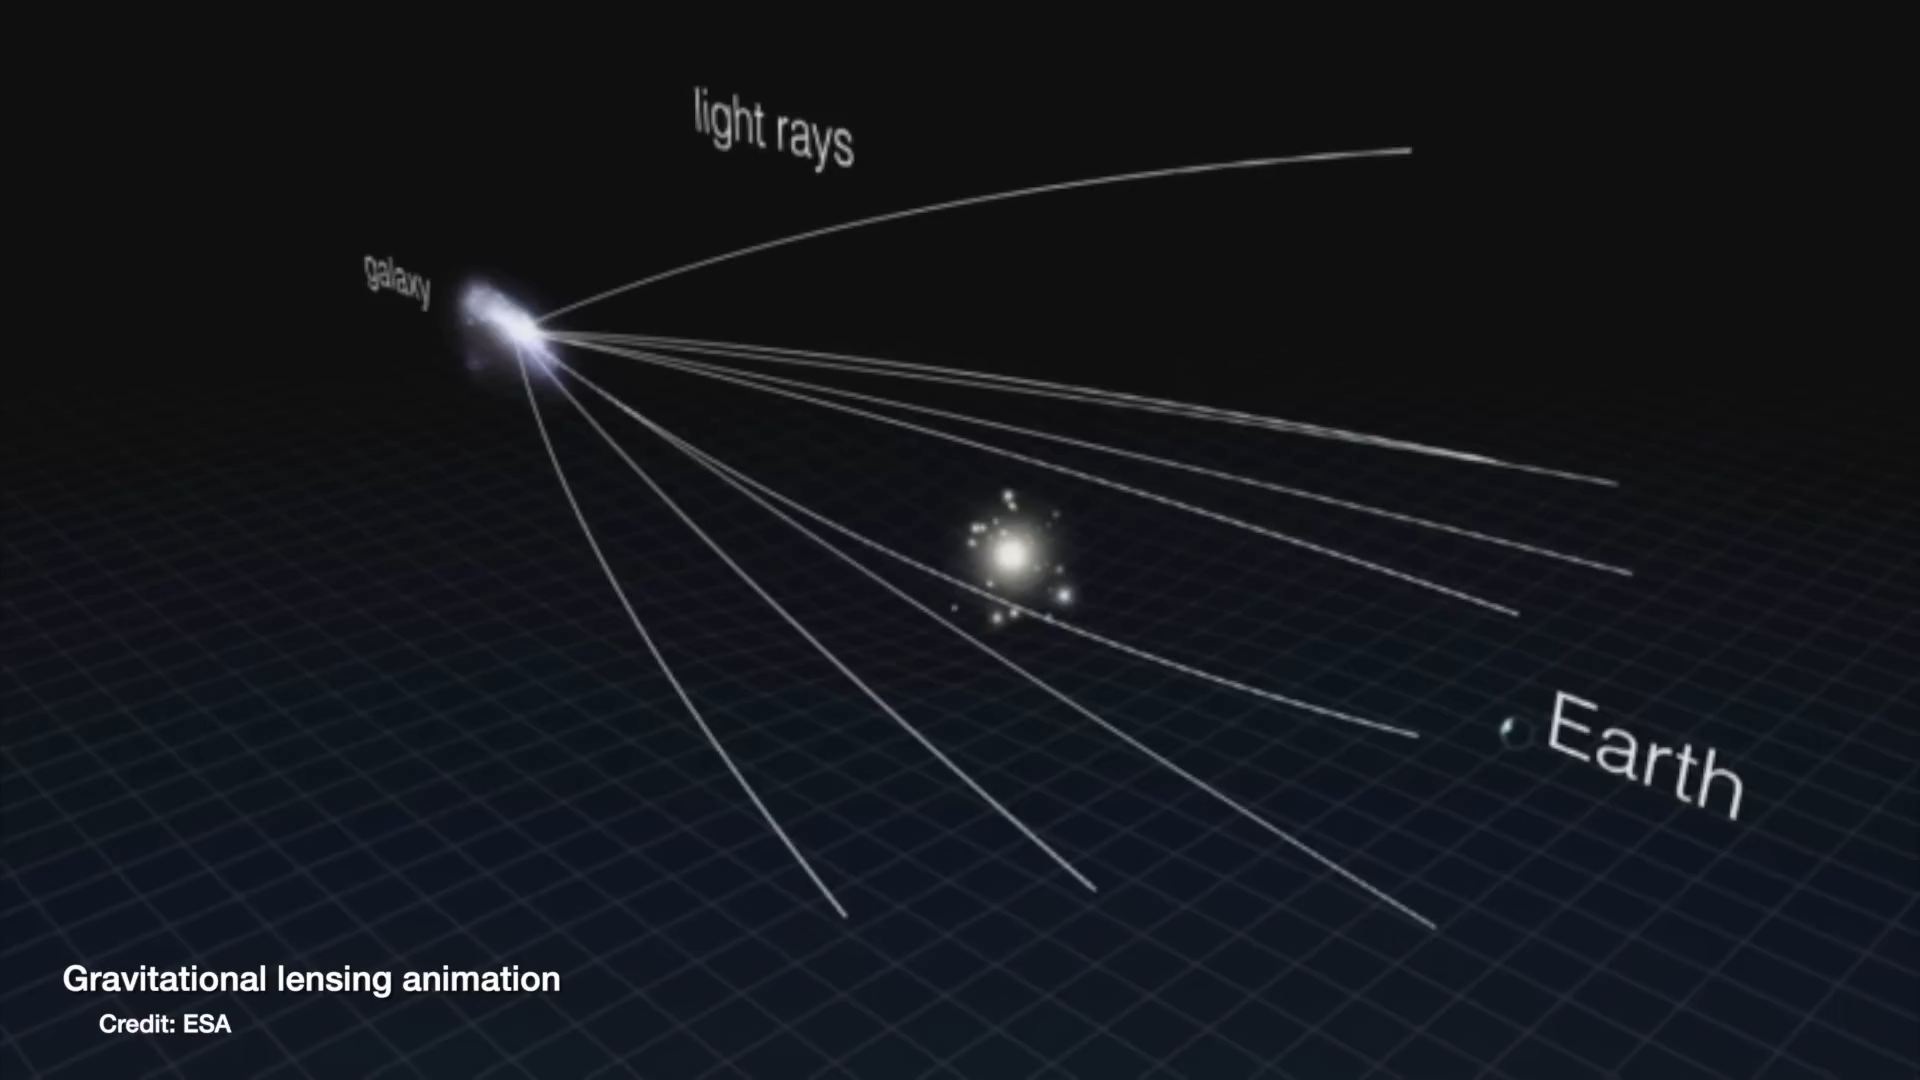 light rays
galaxy
Earth
Gravitational lensing animation
Credit: ESA